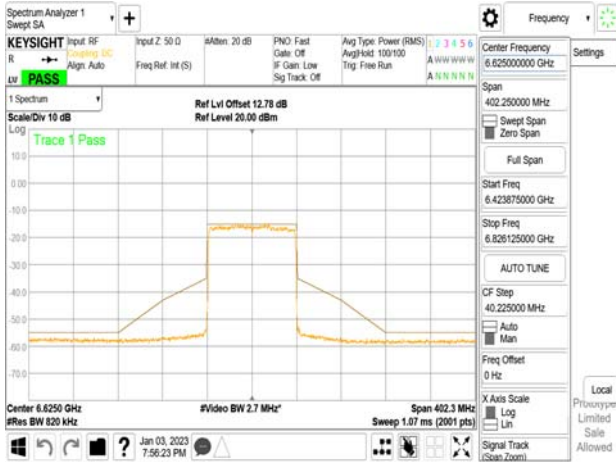 Spectrum Analyzer 1
Swept SA
+
Frequency
KEYSIGHT
Input: RF
Coupling: DC
Align: Auto
Input Z: 50 Ω
Freq Ref: Int (S)
#Atten: 20 dB
PNO: Fast
Gate: Off
IF Gain: Low
Sig Track: Off
Avg Type: Power (RMS)
Avg|Hold: 100/100
Trig: Free Run
1 2 3 4 5 6
A W W W W W
A N N N N N
R
LV
PASS
1 Spectrum
Scale/Div 10 dB
Ref Lvl Offset 12.78 dB
Ref Level 20.00 dBm
Log
Trace 1 Pass
10.0
0.00
-10.0
-20.0
-30.0
-40.0
-50.0
-60.0
-70.0
Center 6.6250 GHz
#Res BW 820 kHz
#Video BW 2.7 MHz*
Span 402.3 MHz
Sweep 1.07 ms (2001 pts)
Jan 03, 2023
7:56:23 PM
?
Center Frequency
6.625000000 GHz
Settings
Span
402.250000 MHz
Swept Span
Zero Span
Full Span
Start Freq
6.423875000 GHz
Stop Freq
6.826125000 GHz
AUTO TUNE
CF Step
40.225000 MHz
Auto
Man
Freq Offset
0 Hz
X Axis Scale
Log
Lin
Signal Track
(Span Zoom)
Local
Prototype
Limited
Sale
Allowed